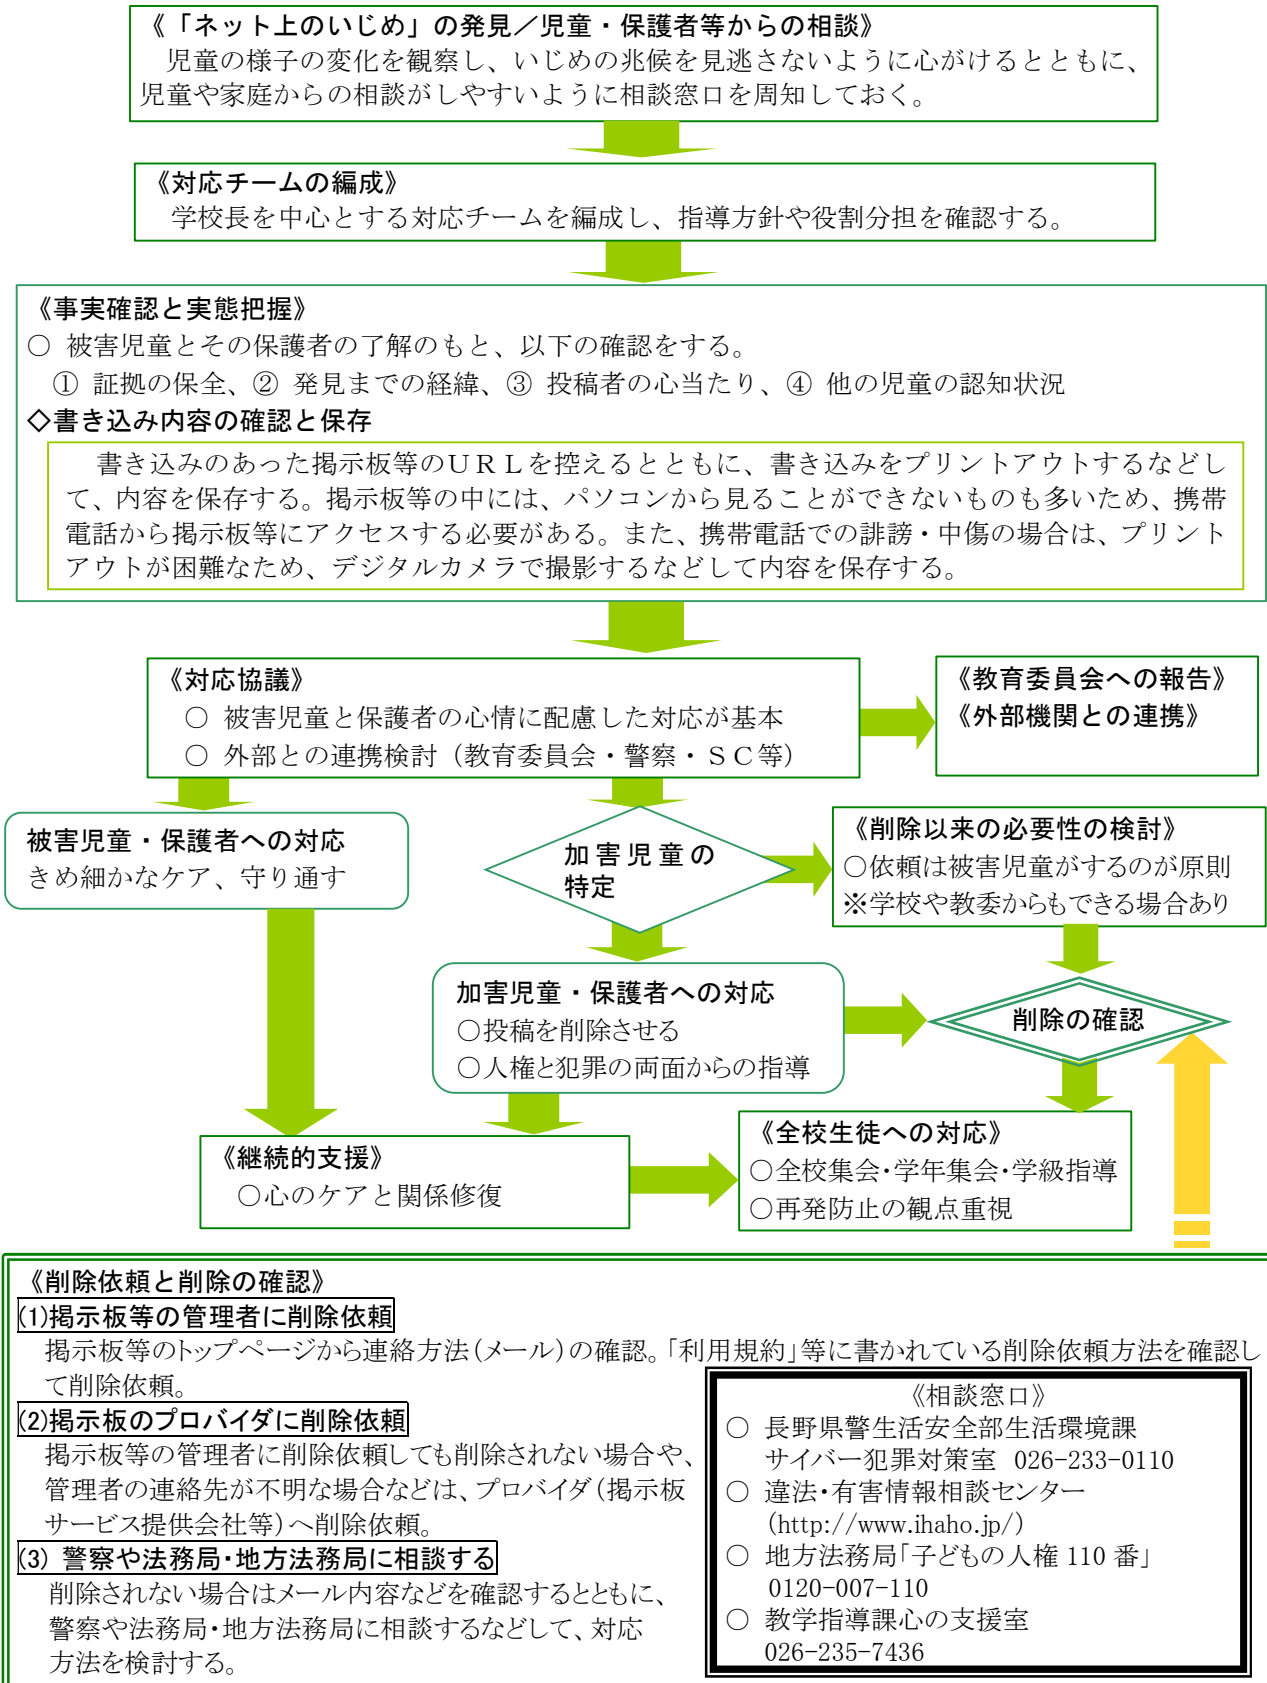 《「ネット上のいじめ」の発見／児童・保護者等からの相談》
児童の様子の変化を観察し、いじめの兆候を見逃さないように心がけるとともに、
児童や家庭からの相談がしやすいように相談窓口を周知しておく。
《対応チームの編成》
学校長を中心とする対応チームを編成し、指導方針や役割分担を確認する。
《事実確認と実態把握》
○ 被害児童とその保護者の了解のもと、以下の確認をする。
① 証拠の保全、② 発見までの経緯、③ 投稿者の心当たり、④ 他の児童の認知状況
◇書き込み内容の確認と保存
書き込みのあった掲示板等のＵＲＬを控えるとともに、書き込みをプリントアウトするなどし
て、内容を保存する。掲示板等の中には、パソコンから見ることができないものも多いため、携帯
電話から掲示板等にアクセスする必要がある。また、携帯電話での誹謗・中傷の場合は、プリント
アウトが困難なため、デジタルカメラで撮影するなどして内容を保存する。
《対応協議》
○ 被害児童と保護者の心情に配慮した対応が基本
○ 外部との連携検討（教育委員会・警察・ＳＣ等）
《教育委員会への報告》
《外部機関との連携》
被害児童・保護者への対応
きめ細かなケア、守り通す
加害児童の
特定
《削除以来の必要性の検討》
○依頼は被害児童がするのが原則
※学校や教委からもできる場合あり
加害児童・保護者への対応
○投稿を削除させる
○人権と犯罪の両面からの指導
削除の確認
《継続的支援》
○心のケアと関係修復
《全校生徒への対応》
○全校集会・学年集会・学級指導
○再発防止の観点重視
《削除依頼と削除の確認》
(1)掲示板等の管理者に削除依頼
掲示板等のトップページから連絡方法（メール）の確認。「利用規約」等に書かれている削除依頼方法を確認し
て削除依頼。
(2)掲示板のプロバイダに削除依頼
掲示板等の管理者に削除依頼しても削除されない場合や、
管理者の連絡先が不明な場合などは、プロバイダ（掲示板
サービス提供会社等）へ削除依頼。
(3) 警察や法務局・地方法務局に相談する
削除されない場合はメール内容などを確認するとともに、
警察や法務局・地方法務局に相談するなどして、対応
方法を検討する。
《相談窓口》
○ 長野県警生活安全部生活環境課
サイバー犯罪対策室 026-233-0110
○ 違法・有害情報相談センター
(http://www.ihaho.jp/)
○ 地方法務局「子どもの人権 110 番」
0120-007-110
○ 教学指導課心の支援室
026-235-7436